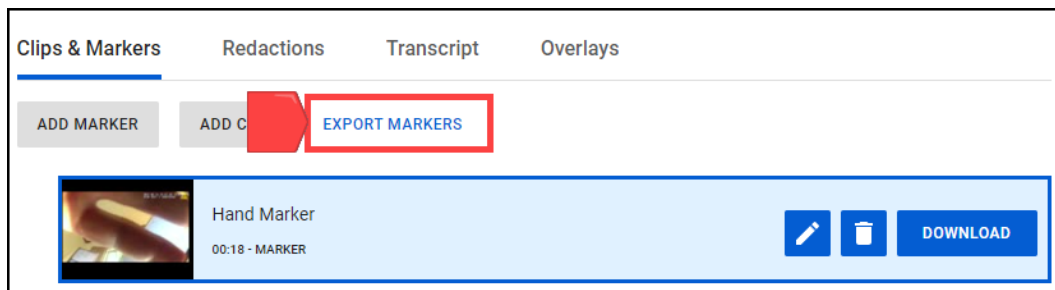 Clips & Markers Redactions Transcript Overlays
ADD MARKER ADD C EXPORT MARKERS
Hand Marker
00:18 - MARKER
DOWNLOAD